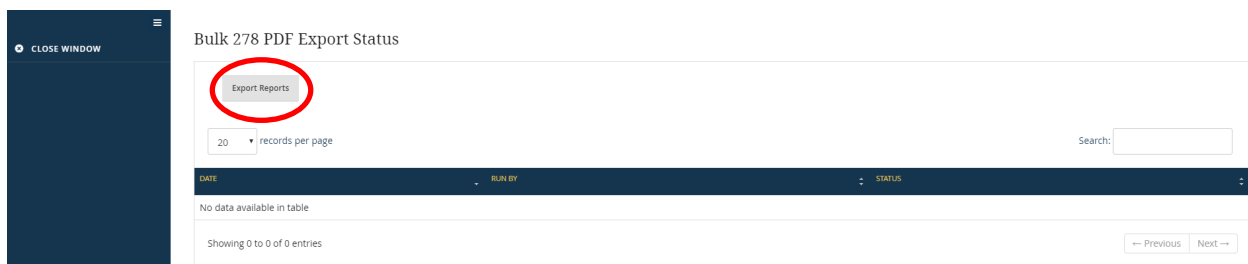 CLOSE WINDOW
Bulk 278 PDF Export Status
Export Reports
20 records per page
Search:
DATE RUN BY STATUS
No data available in table
Showing 0 to 0 of 0 entries
← Previous Next →